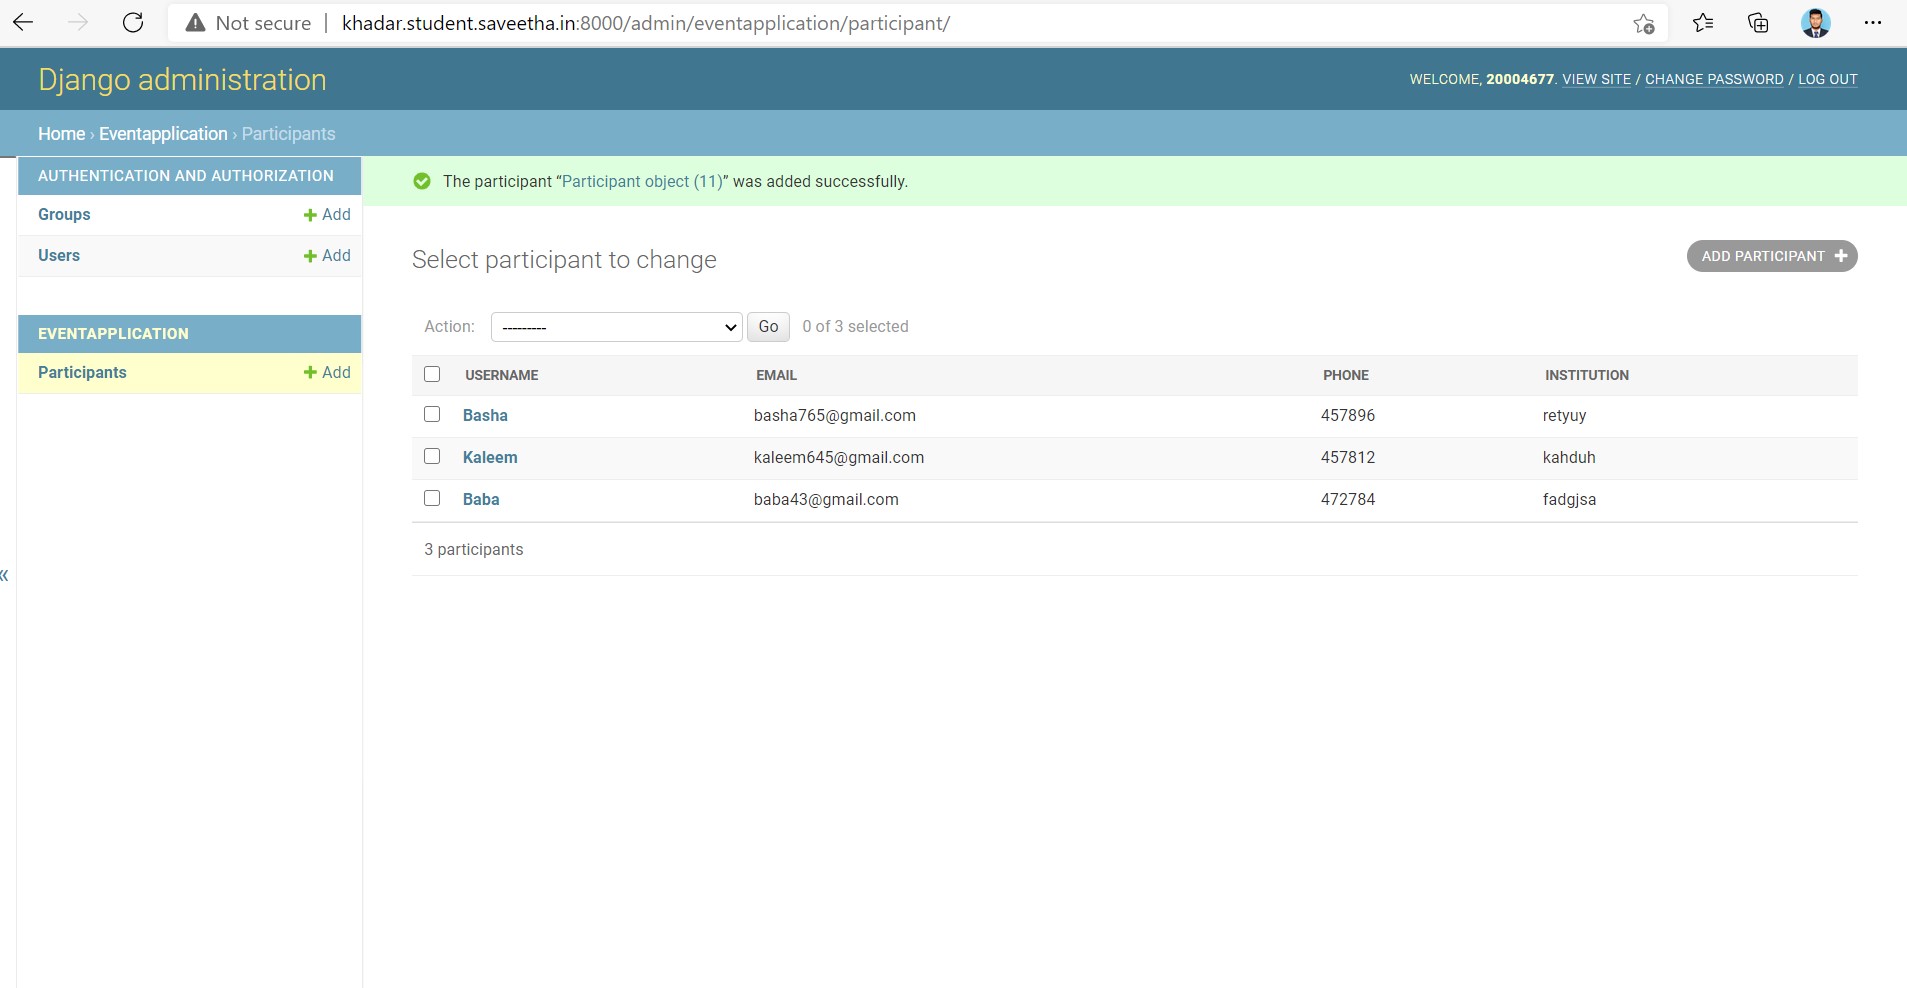 Not secure | khadar.student.saveetha.in:8000/admin/eventapplication/participant/
Django administration
WELCOME, 20004677. VIEW SITE / CHANGE PASSWORD / LOG OUT
Home › Eventapplication › Participants
AUTHENTICATION AND AUTHORIZATION
Groups + Add
Users + Add
EVENTAPPLICATION
Participants + Add
«
The participant “Participant object (11)” was added successfully.
Select participant to change
ADD PARTICIPANT +
Action: --------- Go 0 of 3 selected
USERNAME EMAIL PHONE INSTITUTION
Basha basha765@gmail.com 457896 retyuy
Kaleem kaleem645@gmail.com 457812 kahduh
Baba baba43@gmail.com 472784 fadgjsa
3 participants